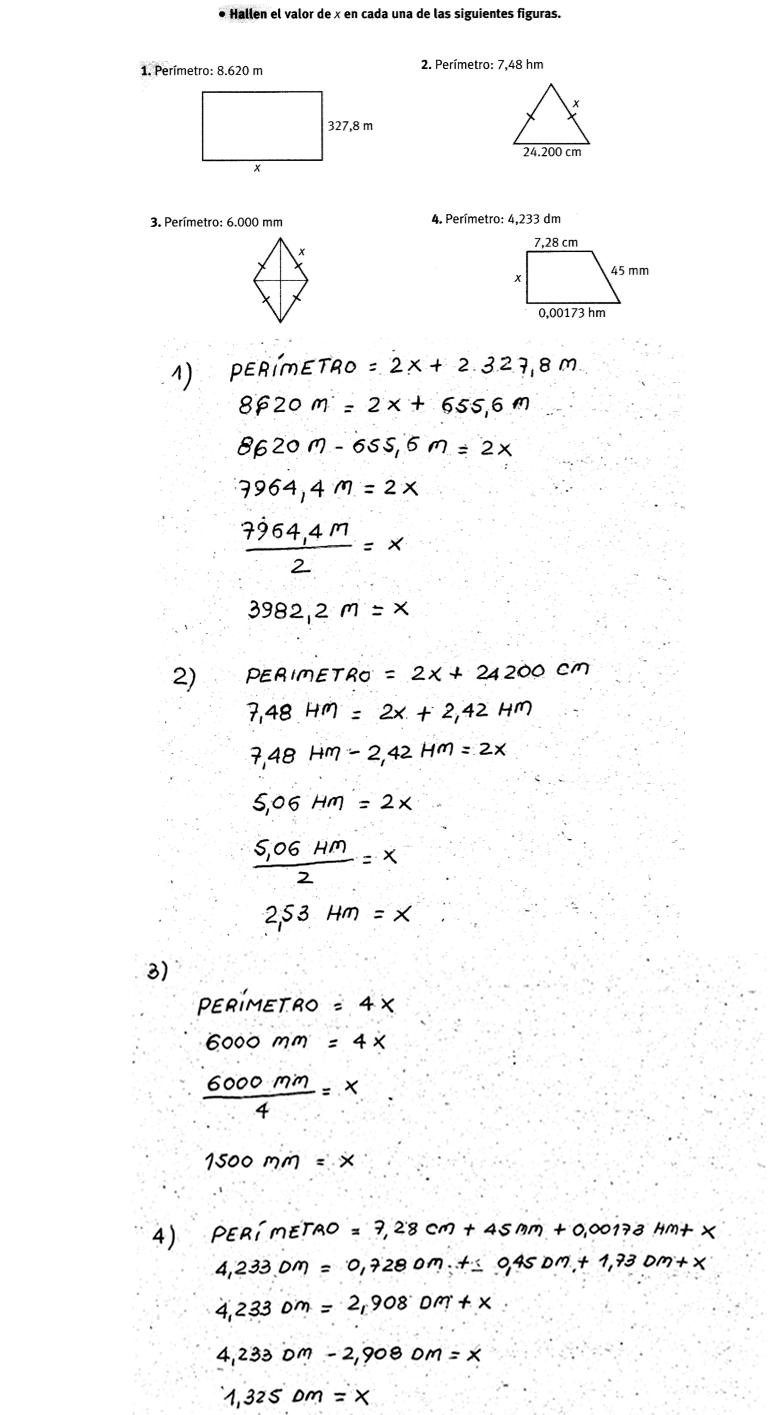 • Hallen el valor de x en cada una de las siguientes figuras.
1. Perímetro: 8.620 m
327,8 m
x
2. Perímetro: 7,48 hm
x
24.200 cm
3. Perímetro: 6.000 mm
x
4. Perímetro: 4,233 dm
7,28 cm
x
45 mm
0,00173 hm
1) PERÍMETRO = 2x + 2.327,8 m
8620 m = 2x + 655,6 m
8620 m - 655,6 m = 2x
7964,4 m = 2x
7964,4 m
= x
2
3982,2 m = x
2) PERIMETRO = 2x + 24200 cm
7,48 Hm = 2x + 2,42 Hm
7,48 Hm - 2,42 Hm = 2x
5,06 Hm = 2x
5,06 Hm
= x
2
2,53 Hm = x
3)
PERÍMETRO = 4x
6000 mm = 4x
6000 mm
= x
4
1500 mm = x
4) PERÍMETRO = 7,28 cm + 45 mm + 0,00173 Hm + x
4,233 Dm = 0,728 Dm + 0,45 Dm + 1,73 Dm + x
4,233 Dm = 2,908 Dm + x
4,233 Dm - 2,908 Dm = x
1,325 Dm = x